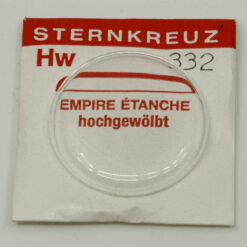 STERNKREUZ
Hw 332
EMPIRE ÉTANCHE
hochgewölbt